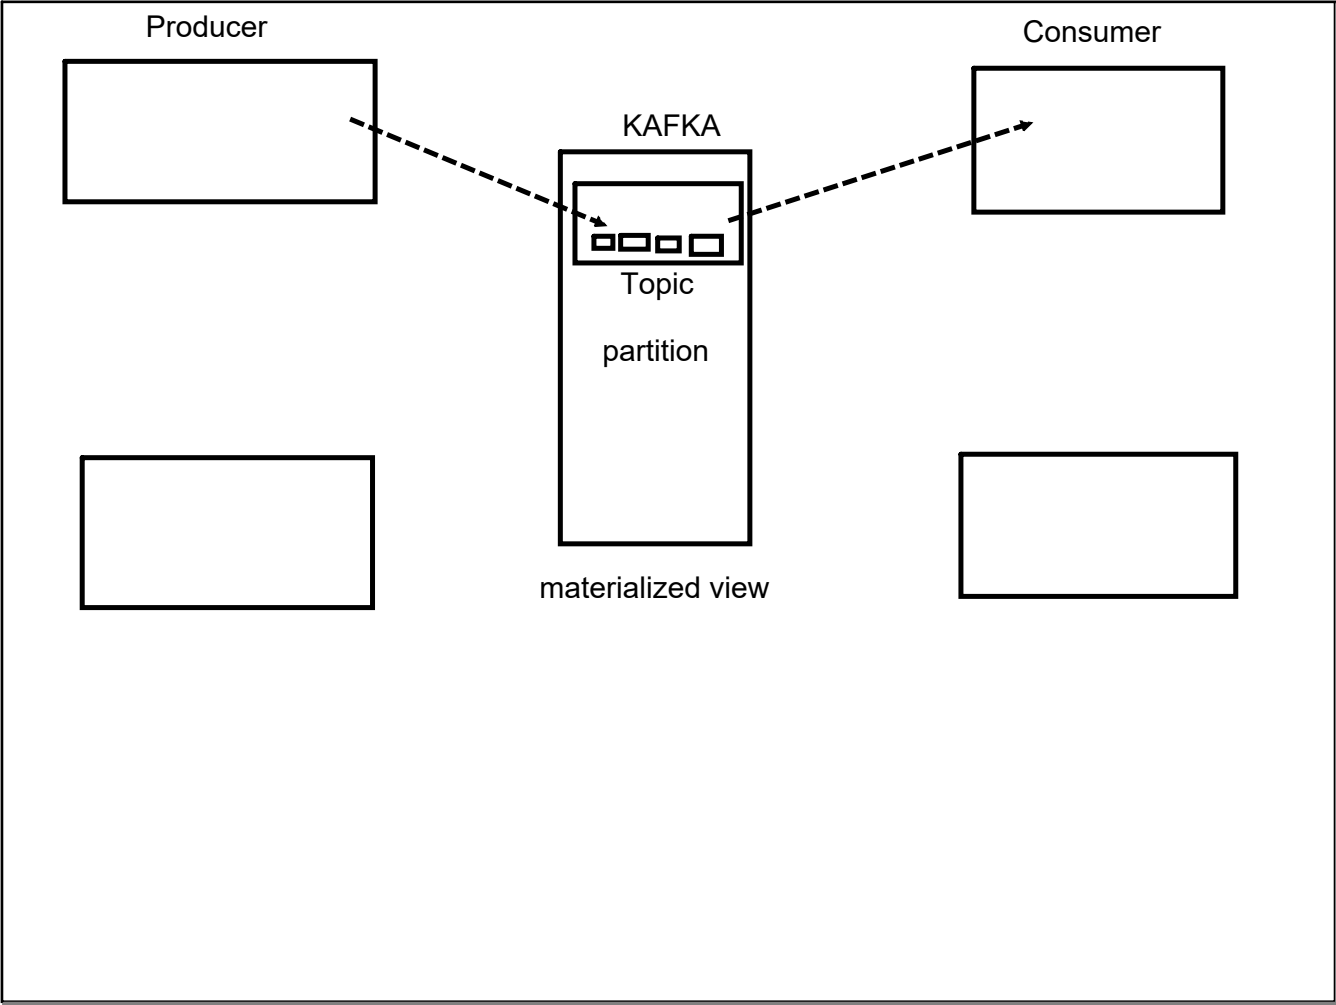 Producer
Consumer
KAFKA
Topic
partition
materialized view